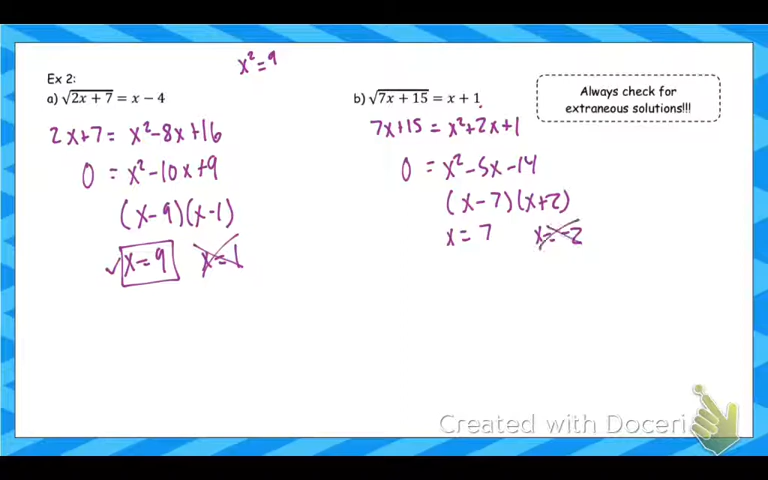 x² = 9
Ex 2:
a) √2x + 7 = x − 4
2x+7 = x²-8x+16
0 = x²-10x+9
(x-9)(x-1)
✓ x=9 x=1
b) √7x + 15 = x + 1
7x+15 = x²+2x+1
0 = x²-5x-14
(x-7)(x+2)
x=7 x=-2
Always check for
extraneous solutions!!!
Created with Doceri